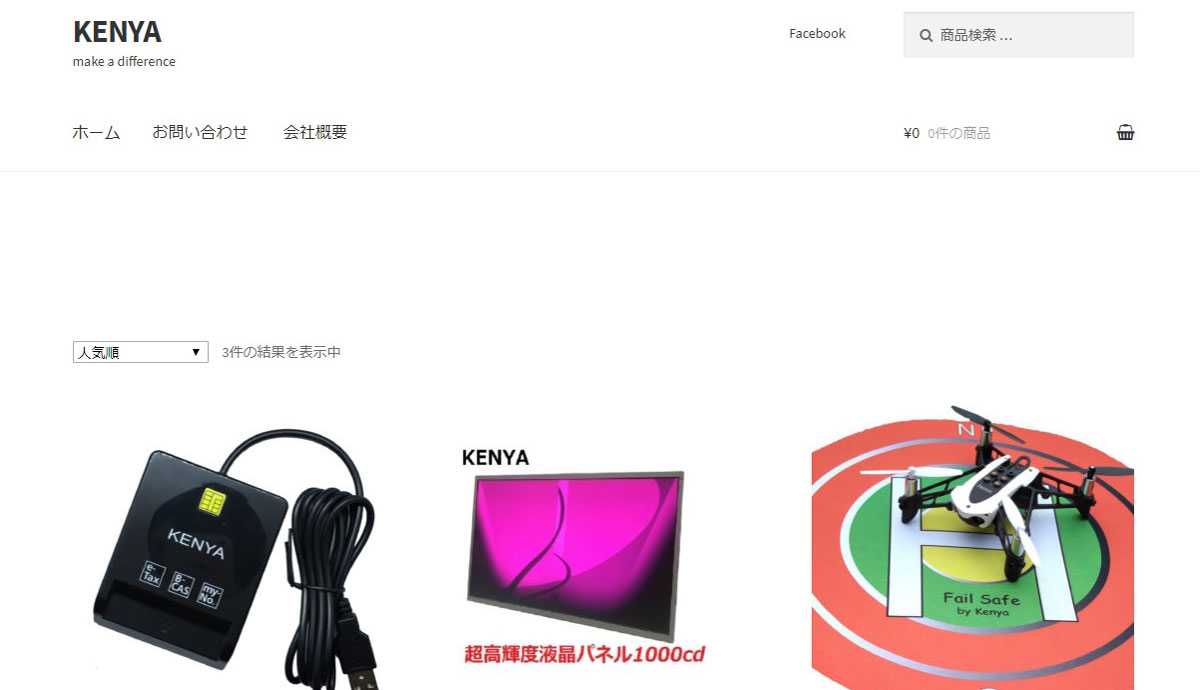 KENYA
make a difference
Facebook
商品検索 …
ホーム お問い合わせ 会社概要
¥0 0件の商品
人気順
3件の結果を表示中
KENYA
e-Tax
B-CAS
my-No.
KENYA
超高輝度液晶パネル1000cd
N
H
Fail Safe
by Kenya